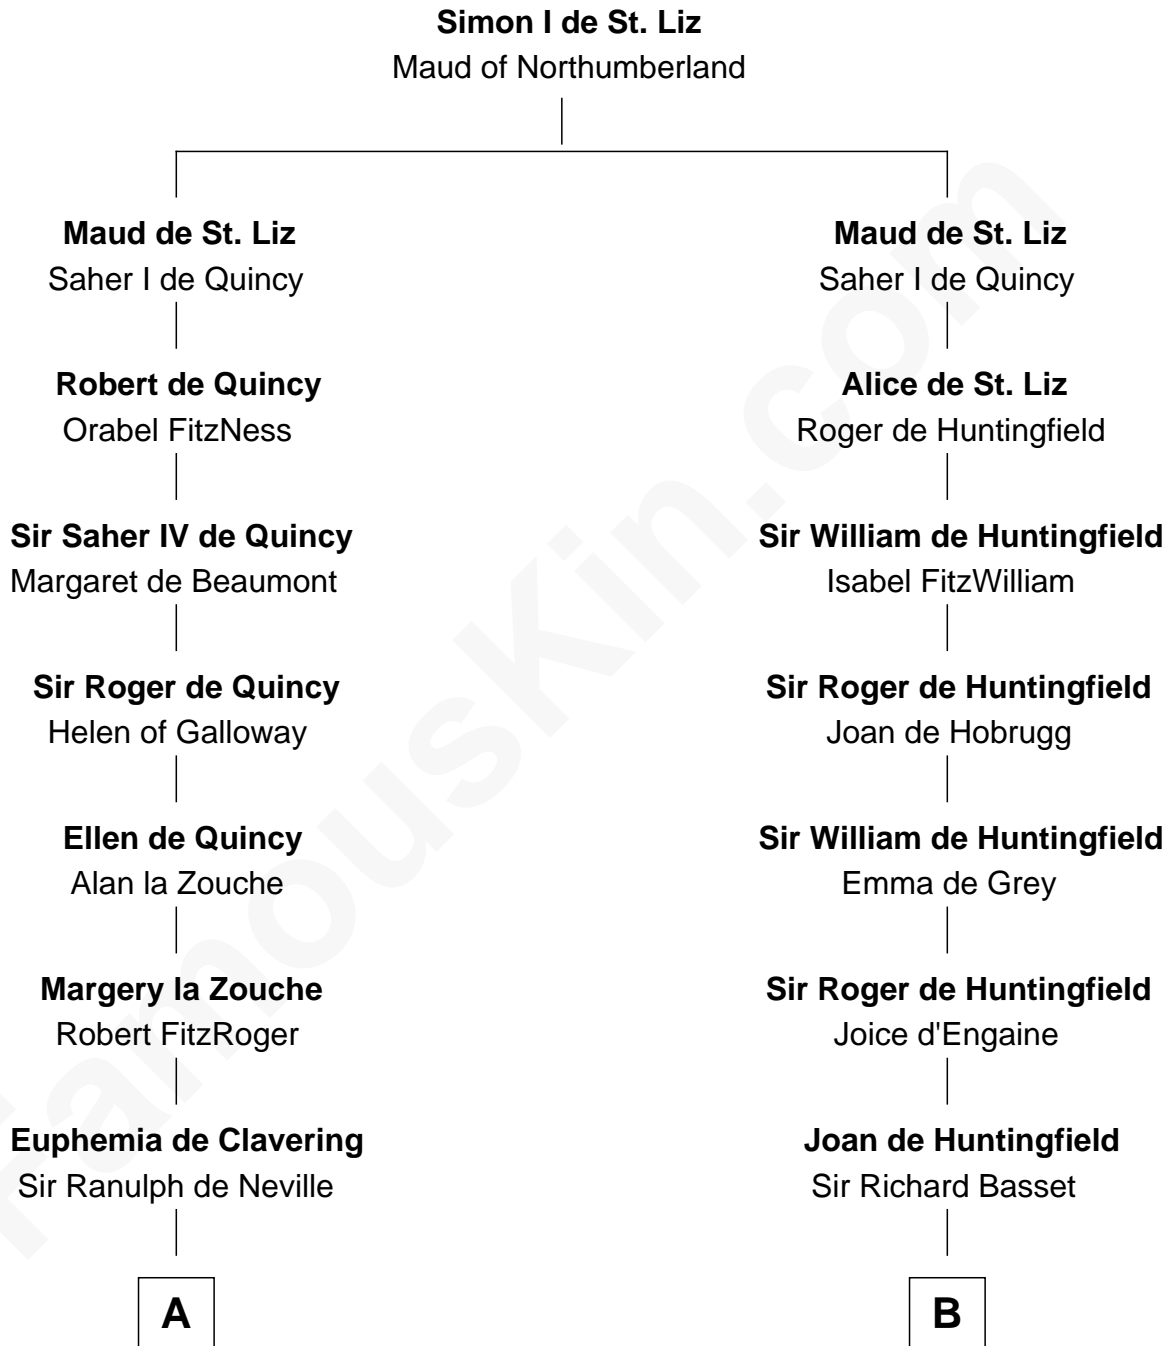 Simon I de St. Liz
Maud of Northumberland
Maud de St. Liz
Saher I de Quincy
Maud de St. Liz
Saher I de Quincy
Robert de Quincy
Orabel FitzNess
Alice de St. Liz
Roger de Huntingfield
Sir Saher IV de Quincy
Margaret de Beaumont
Sir William de Huntingfield
Isabel FitzWilliam
Sir Roger de Quincy
Helen of Galloway
Sir Roger de Huntingfield
Joan de Hobrugg
Ellen de Quincy
Alan la Zouche
Sir William de Huntingfield
Emma de Grey
Margery la Zouche
Robert FitzRoger
Sir Roger de Huntingfield
Joice d'Engaine
Euphemia de Clavering
Sir Ranulph de Neville
Joan de Huntingfield
Sir Richard Basset
A
B
FamousKin.com